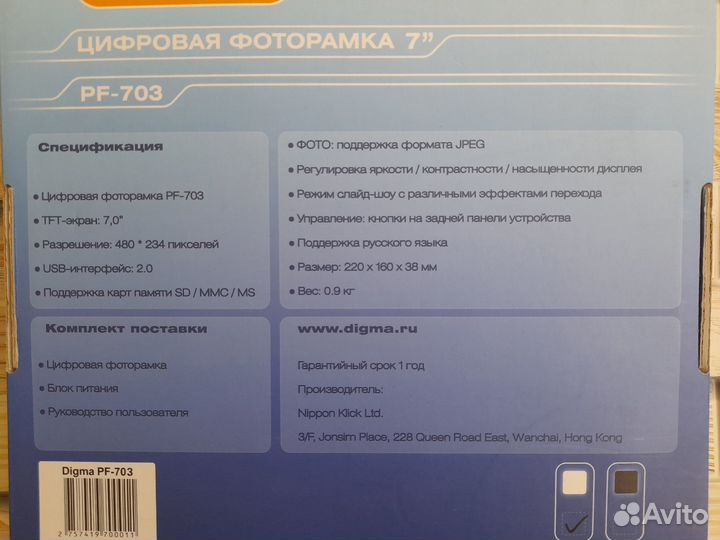 ЦИФРОВАЯ ФОТОРАМКА 7”
PF-703
Спецификация
• Цифровая фоторамка PF-703
• TFT-экран: 7,0"
• Разрешение: 480 * 234 пикселей
• USB-интерфейс: 2.0
• Поддержка карт памяти SD / MMC / MS
• ФОТО: поддержка формата JPEG
• Регулировка яркости / контрастности / насыщенности дисплея
• Режим слайд-шоу с различными эффектами перехода
• Управление: кнопки на задней панели устройства
• Поддержка русского языка
• Размер: 220 x 160 x 38 мм
• Вес: 0.9 кг
Комплект поставки
• Цифровая фоторамка
• Блок питания
• Руководство пользователя
www.digma.ru
Гарантийный срок 1 год
Производитель:
Nippon Klick Ltd.
3/F, Jonsim Place, 228 Queen Road East, Wanchai, Hong Kong
Digma PF-703
2 757419 700011
Avito